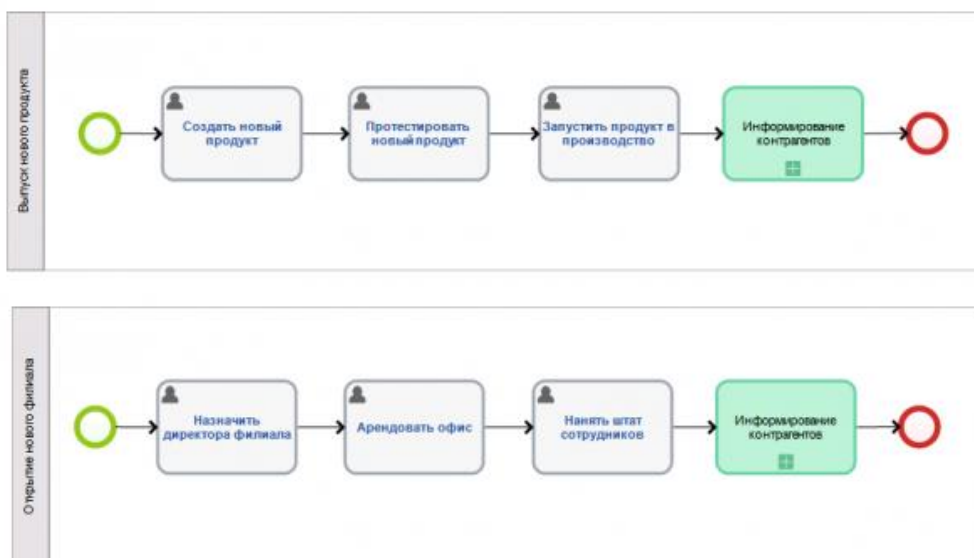 Выпуск нового продукта
Создать новый
продукт
Протестировать
новый продукт
Запустить продукт в
производство
Информирование
контрагентов
Открытие нового филиала
Назначить
директора филиала
Арендовать офис
Нанять штат
сотрудников
Информирование
контрагентов